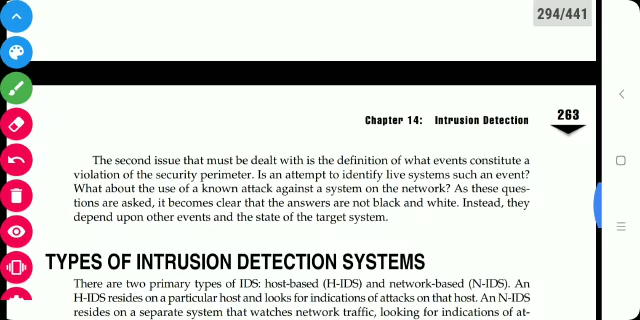 294/441
Chapter 14: Intrusion Detection 263
The second issue that must be dealt with is the definition of what events constitute a
violation of the security perimeter. Is an attempt to identify live systems such an event?
What about the use of a known attack against a system on the network? As these ques-
tions are asked, it becomes clear that the answers are not black and white. Instead, they
depend upon other events and the state of the target system.
TYPES OF INTRUSION DETECTION SYSTEMS
There are two primary types of IDS: host-based (H-IDS) and network-based (N-IDS). An
H-IDS resides on a particular host and looks for indications of attacks on that host. An N-IDS
resides on a separate system that watches network traffic, looking for indications of at-